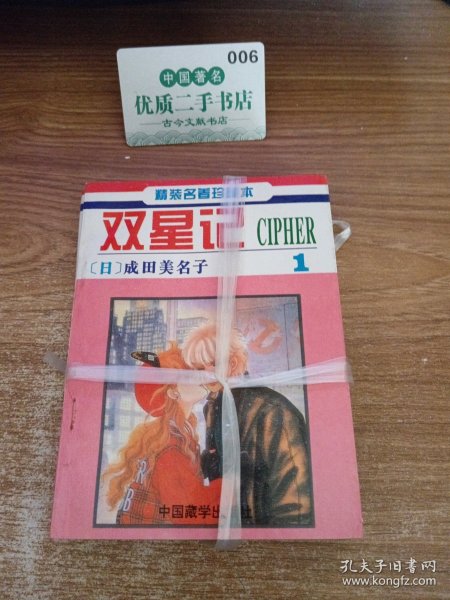 006
中国著名
优质二手书店
古今文献书店
精装名著珍 本
双星记 CIPHER
〔日〕成田美名子 1
R
B
中国藏学出 社
孔夫子旧书网
www.kongfz.com